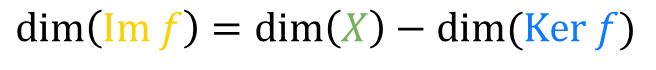 dim(Im f) = dim(X) − dim(Ker f)